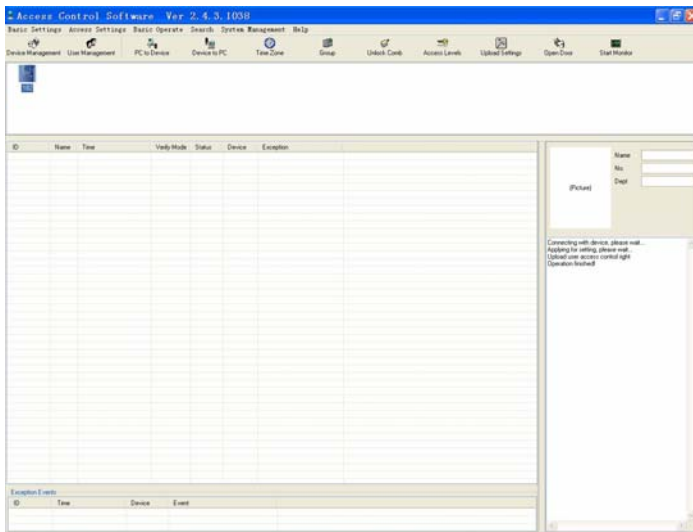 Access Control Software Ver 2.4.3.1038
Basic Settings Access Settings Basic Operate Search System Management Help
Device Management User Management PC to Device Device to PC Time Zone Group Unlock Comb Access Levels Upload Settings Open Door Start Monitor
ID Name Time Verify Mode Status Device Exception
Name
No.
(Picture)
Dept
Connecting with device, please wait...
Applying for setting, please wait...
Upload user access control right
Operation finished!
Exception Events
ID Time Device Event